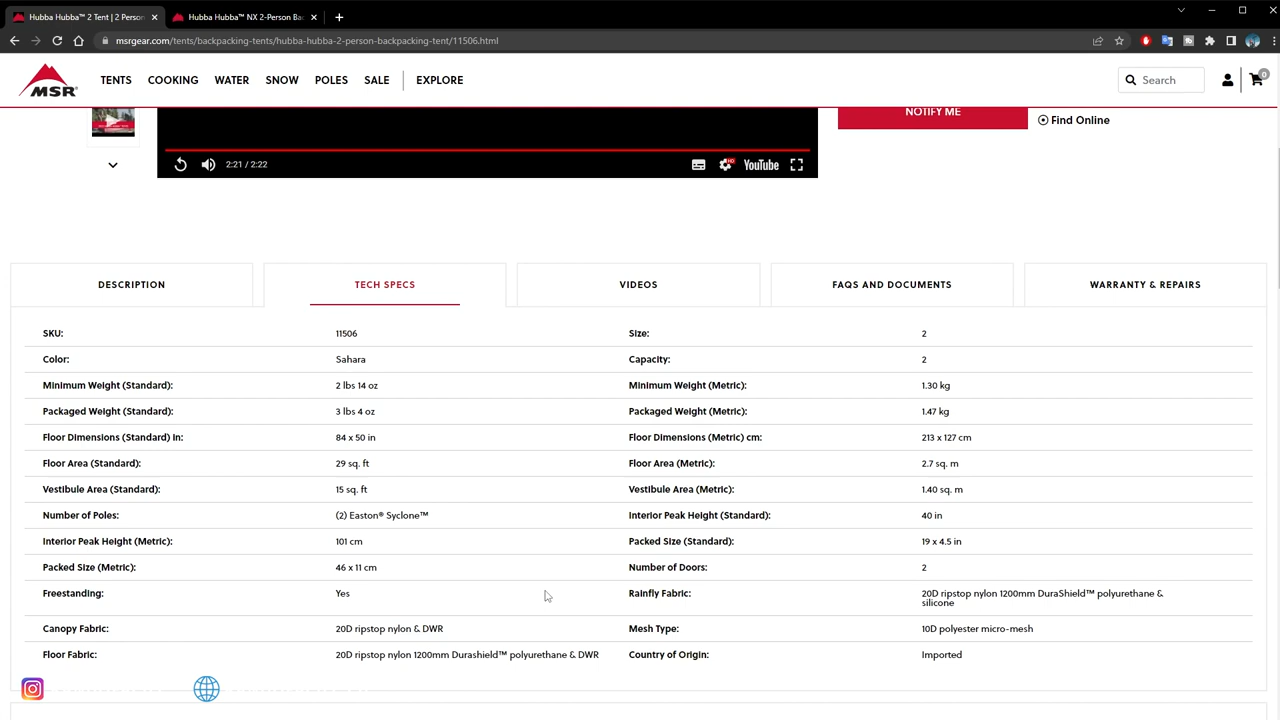 Hubba Hubba™ 2 Tent | 2 Person
Hubba Hubba™ NX 2-Person Bac
msrgear.com/tents/backpacking-tents/hubba-hubba-2-person-backpacking-tent/11506.html
MSR
TENTS
COOKING
WATER
SNOW
POLES
SALE
EXPLORE
Search
0
NOTIFY ME
Find Online
2:21 / 2:22
HD
YouTube
DESCRIPTION
TECH SPECS
VIDEOS
FAQS AND DOCUMENTS
WARRANTY & REPAIRS
SKU: 11506 Size: 2
Color: Sahara Capacity: 2
Minimum Weight (Standard): 2 lbs 14 oz Minimum Weight (Metric): 1.30 kg
Packaged Weight (Standard): 3 lbs 4 oz Packaged Weight (Metric): 1.47 kg
Floor Dimensions (Standard) in: 84 x 50 in Floor Dimensions (Metric) cm: 213 x 127 cm
Floor Area (Standard): 29 sq. ft Floor Area (Metric): 2.7 sq. m
Vestibule Area (Standard): 15 sq. ft Vestibule Area (Metric): 1.40 sq. m
Number of Poles: (2) Easton® Syclone™ Interior Peak Height (Standard): 40 in
Interior Peak Height (Metric): 101 cm Packed Size (Standard): 19 x 4.5 in
Packed Size (Metric): 46 x 11 cm Number of Doors: 2
Freestanding: Yes Rainfly Fabric: 20D ripstop nylon 1200mm DuraShield™ polyurethane &
silicone
Canopy Fabric: 20D ripstop nylon & DWR Mesh Type: 10D polyester micro-mesh
Floor Fabric: 20D ripstop nylon 1200mm Durashield™ polyurethane & DWR Country of Origin: Imported